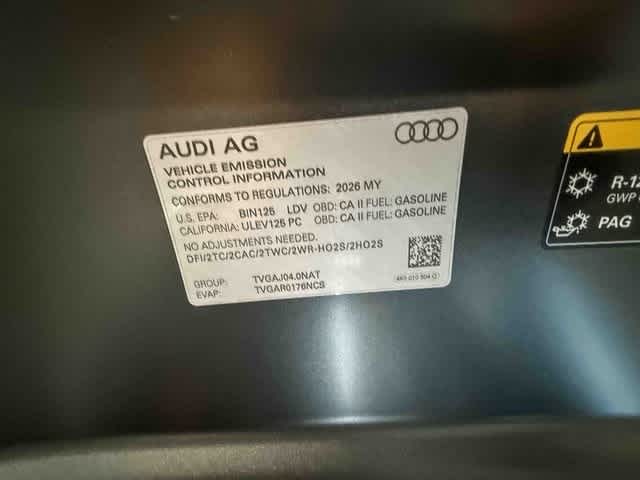 AUDI AG
VEHICLE EMISSION
CONTROL INFORMATION
CONFORMS TO REGULATIONS: 2026 MY
U.S. EPA: BIN125 LDV OBD: CA II FUEL: GASOLINE
CALIFORNIA: ULEV125 PC OBD: CA II FUEL: GASOLINE
NO ADJUSTMENTS NEEDED.
DFI/2TC/2CAC/2TWC/2WR-HO2S/2HO2S
GROUP: TVGAJ04.0NAT
EVAP: TVGAR0176NCS
R-12
GWP
PAG